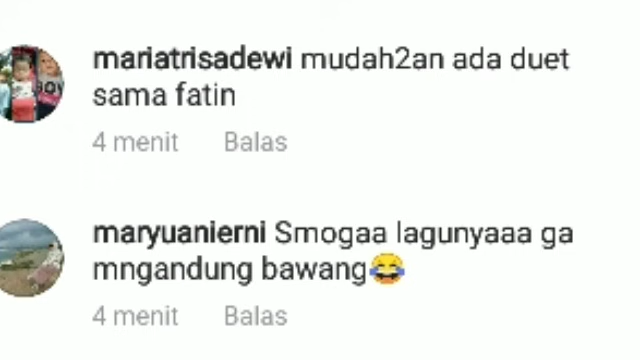 mariatrisadewi mudah2an ada duet
sama fatin
4 menit Balas
maryuanierni Smogaa lagunyaaa ga
mngandung bawang😂
4 menit Balas